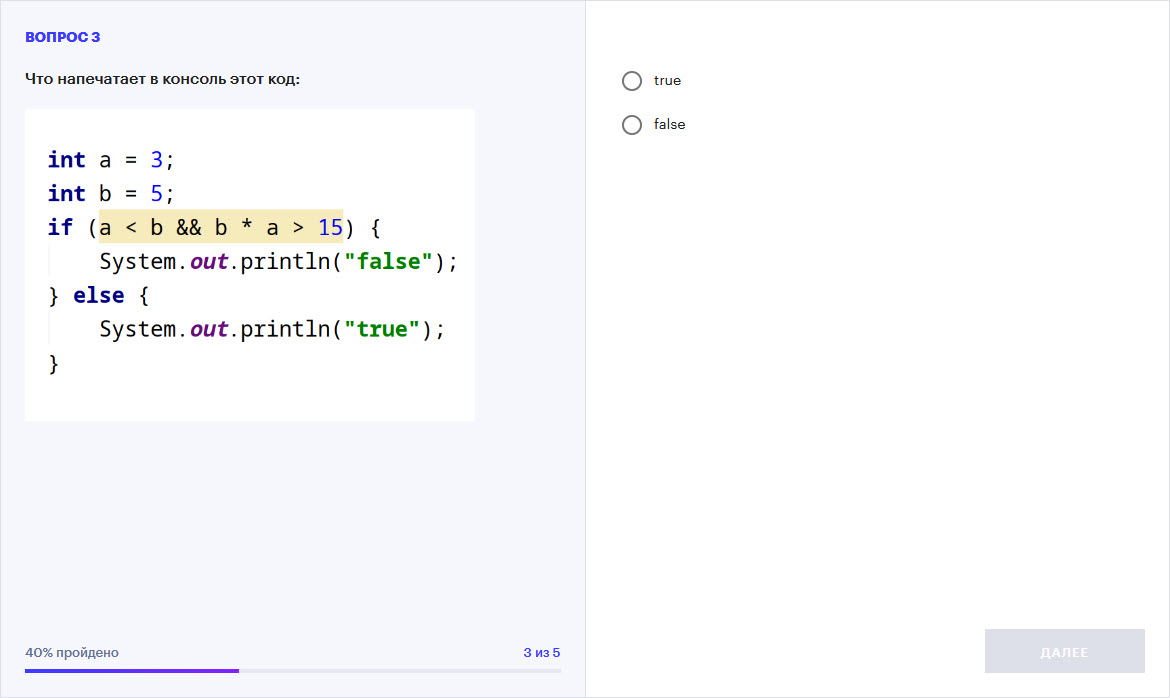 ВОПРОС 3
Что напечатает в консоль этот код:
int a = 3;
int b = 5;
if (a < b && b * a > 15) {
    System.out.println("false");
} else {
    System.out.println("true");
}
40% пройдено
3 из 5
true
false
ДАЛЕЕ